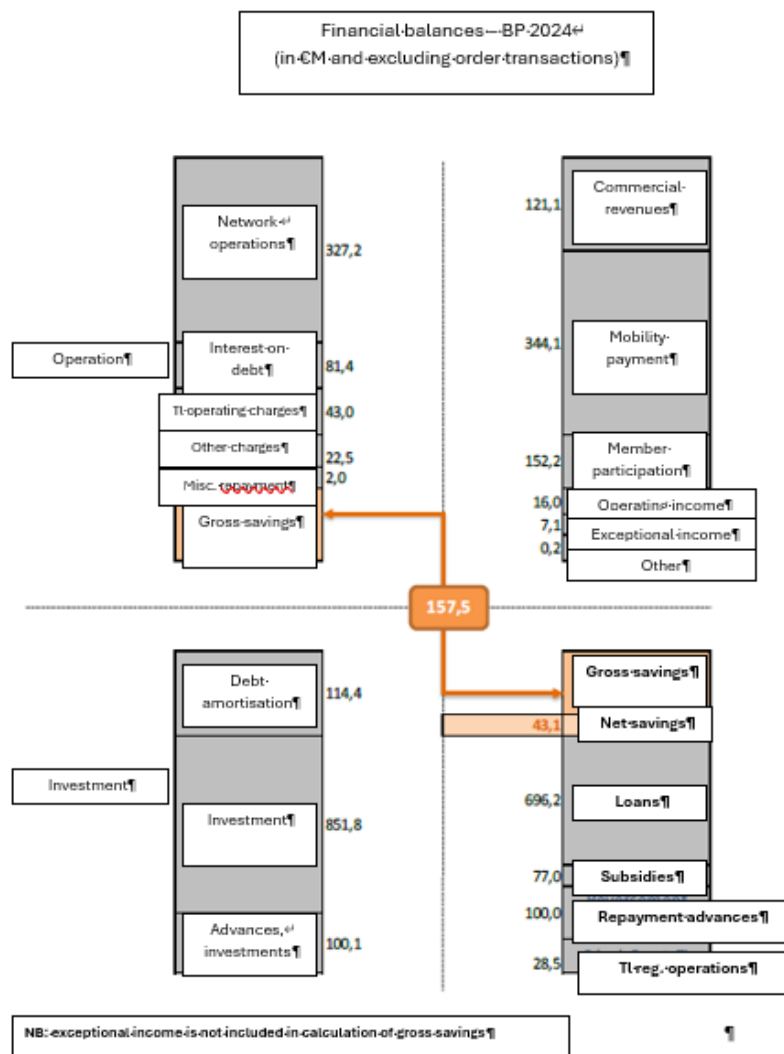 Financial balances – BP 2024↵
(in €M and excluding order transactions)¶
Network ↵
operations¶
327,2
Operation¶
Interest on
debt¶
81,4
Tl operating charges¶
43,0
Other charges¶
22,5
2,0
Misc. repayment¶
Gross savings¶
121,1
Commercial
revenues¶
344,1
Mobility
payment¶
152,2
Member
participation¶
16,0
Operating income¶
7,1
Exceptional income¶
0,2
Other¶
157,5
Debt
amortisation¶
114,4
Investment¶
Investment¶
851,8
Advances, ↵
investments¶
100,1
Gross savings¶
43,1
Net savings¶
696,2
Loans¶
77,0
Subsidies¶
100,0
Repayment advances¶
28,5
Tl reg. operations¶
NB: exceptional income is not included in calculation of gross savings¶
¶